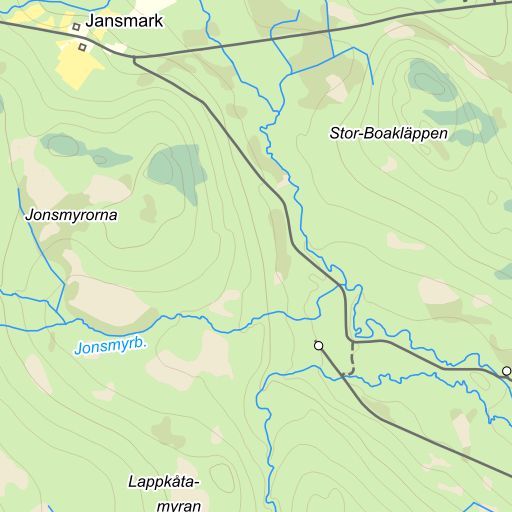 Jansmark
Stor-Boakläppen
Jonsmyrorna
Jonsmyrb.
Lappkåta-
myran